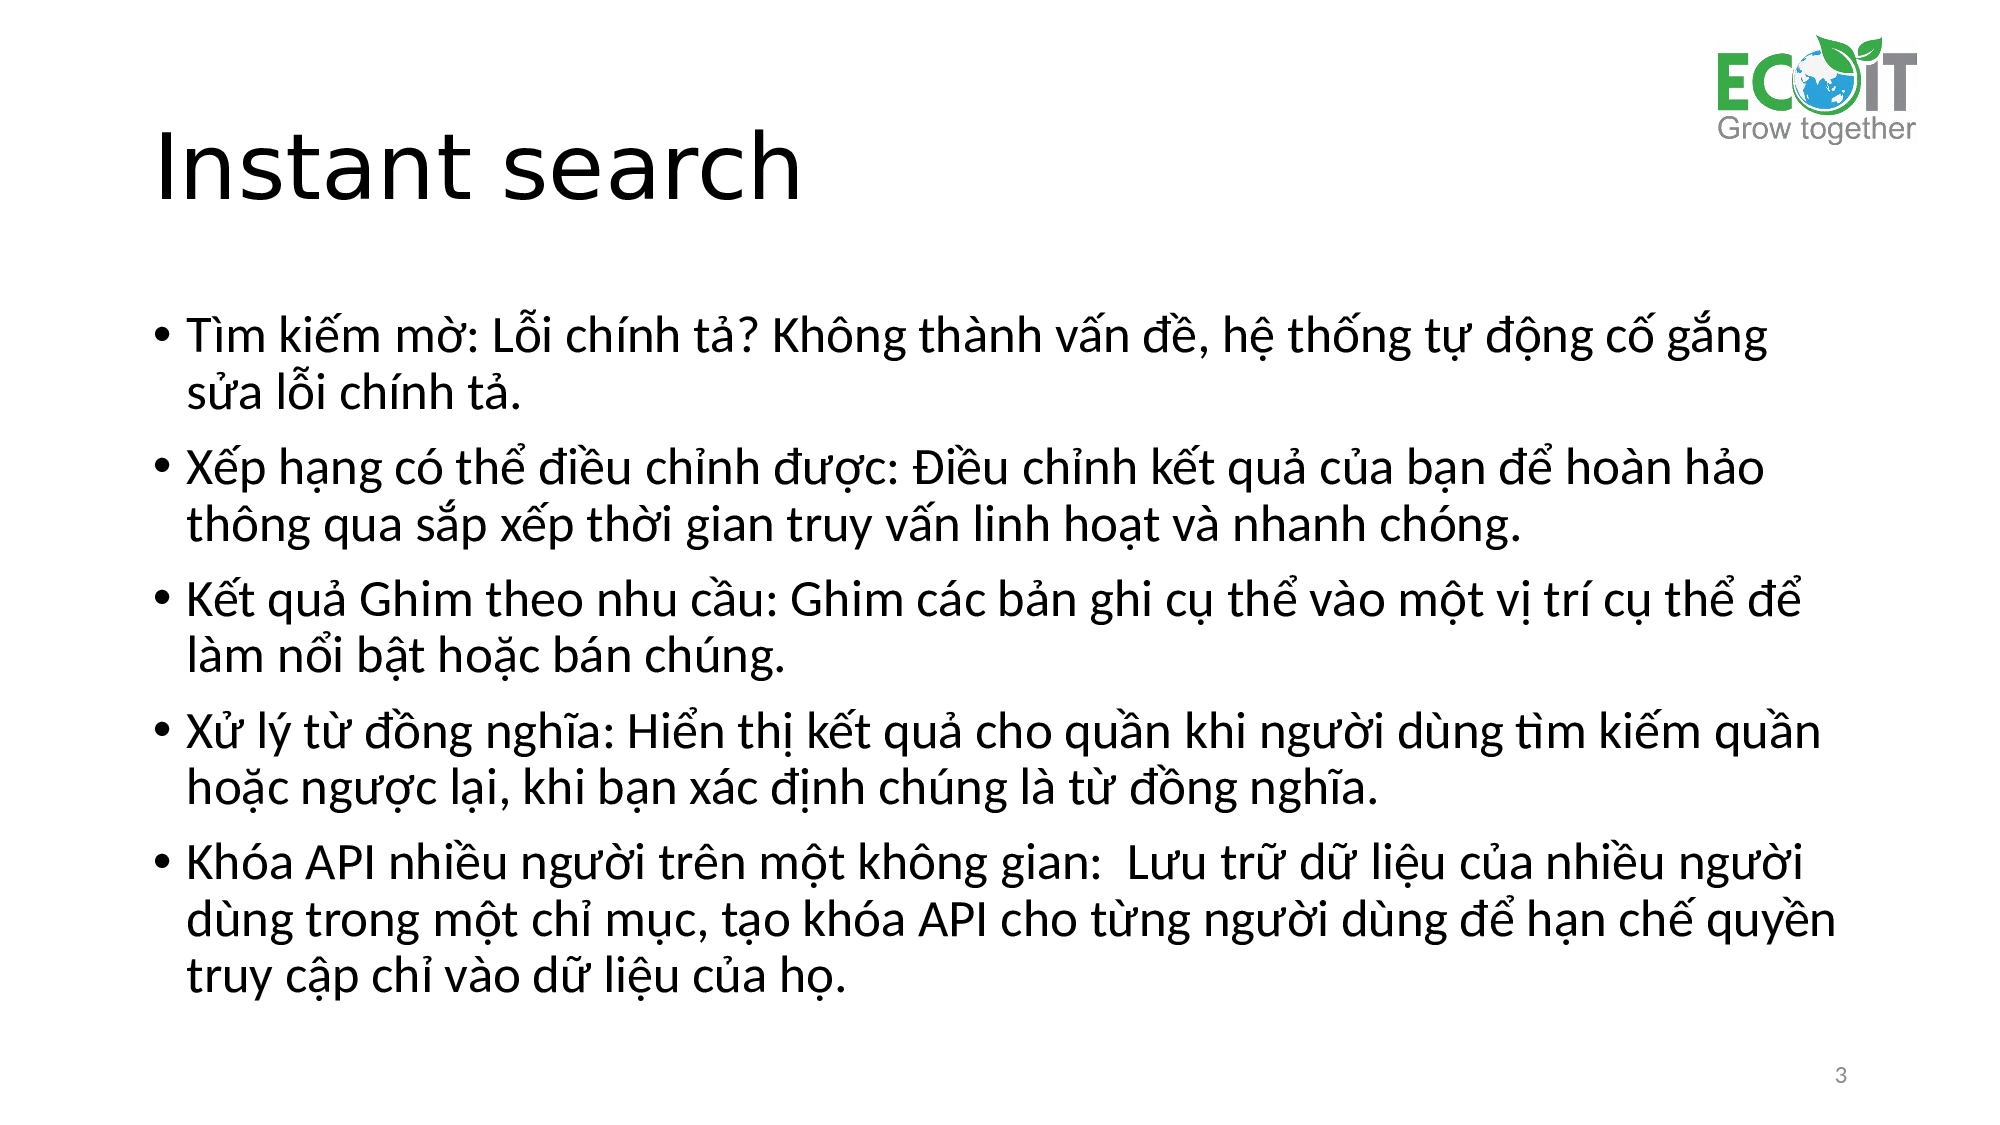 ECOIT
Grow together
Instant search
• Tìm kiếm mờ: Lỗi chính tả? Không thành vấn đề, hệ thống tự động cố gắng
sửa lỗi chính tả.
• Xếp hạng có thể điều chỉnh được: Điều chỉnh kết quả của bạn để hoàn hảo
thông qua sắp xếp thời gian truy vấn linh hoạt và nhanh chóng.
• Kết quả Ghim theo nhu cầu: Ghim các bản ghi cụ thể vào một vị trí cụ thể để
làm nổi bật hoặc bán chúng.
• Xử lý từ đồng nghĩa: Hiển thị kết quả cho quần khi người dùng tìm kiếm quần
hoặc ngược lại, khi bạn xác định chúng là từ đồng nghĩa.
• Khóa API nhiều người trên một không gian:  Lưu trữ dữ liệu của nhiều người
dùng trong một chỉ mục, tạo khóa API cho từng người dùng để hạn chế quyền
truy cập chỉ vào dữ liệu của họ.
3